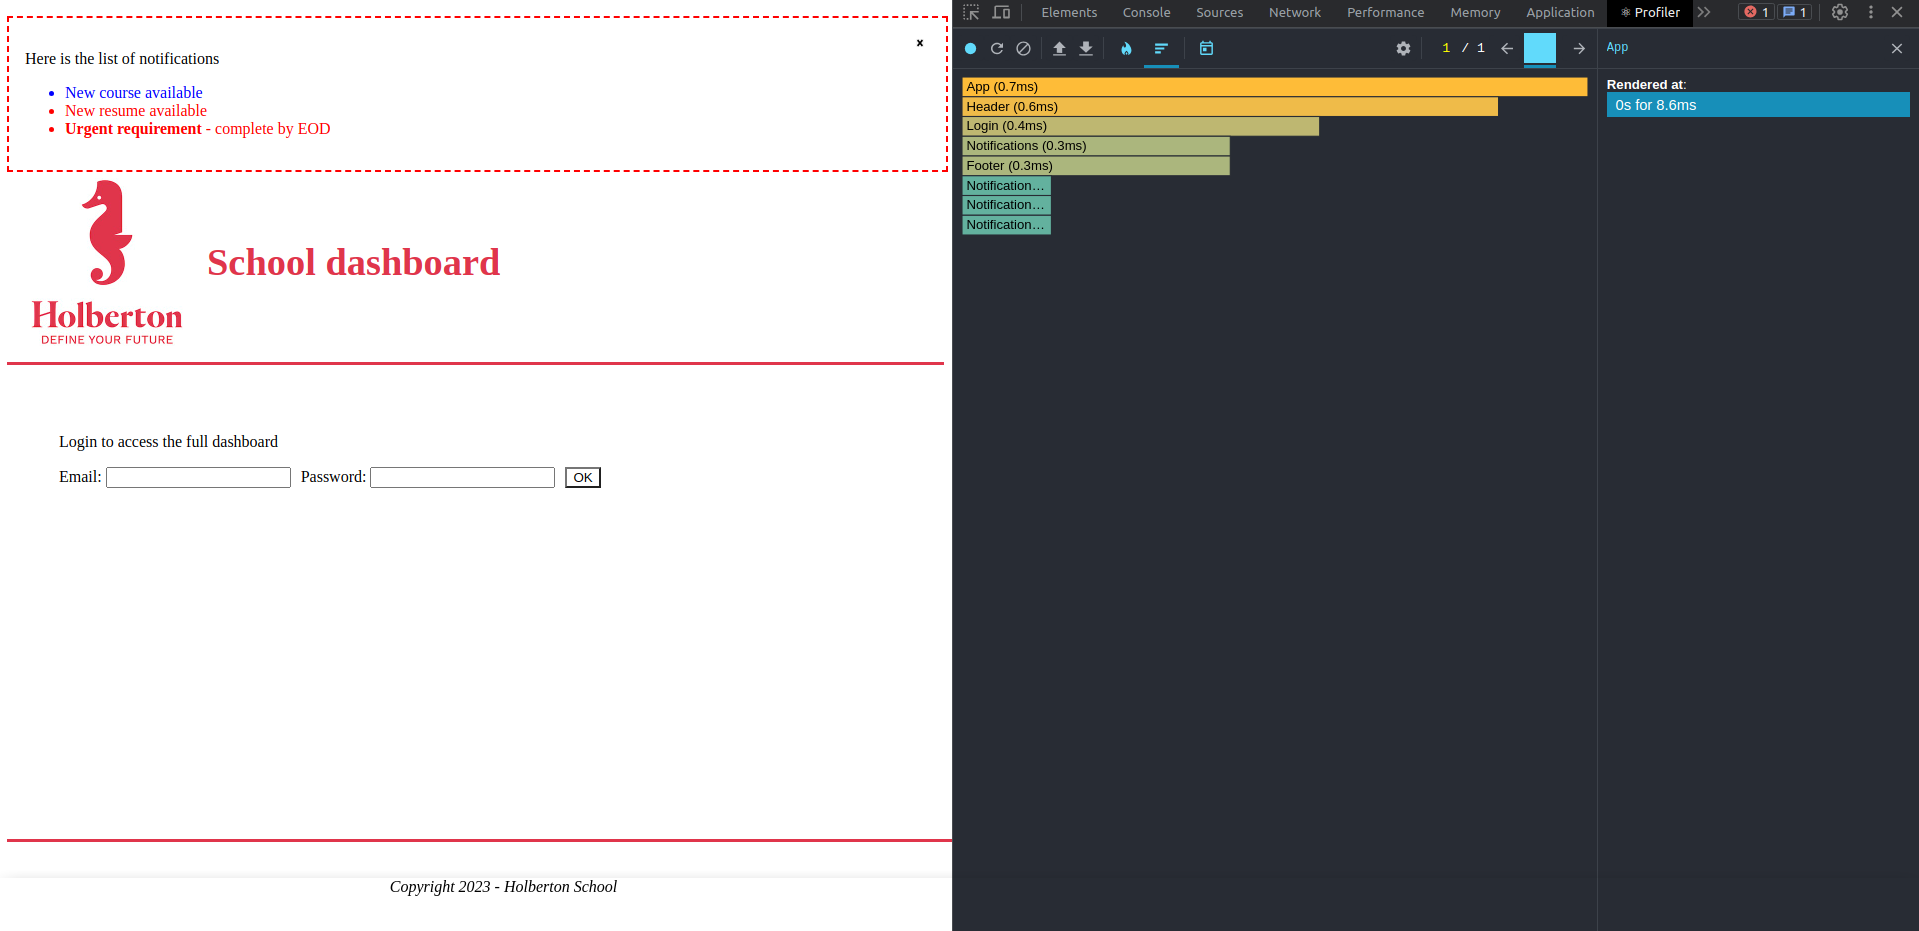 Here is the list of notifications
New course available
New resume available
Urgent requirement - complete by EOD
Holberton
DEFINE YOUR FUTURE
School dashboard
Login to access the full dashboard
Email: Password: OK
Copyright 2023 - Holberton School
Elements Console Sources Network Performance Memory Application Profiler 1 1
1 / 1
App (0.7ms)
Header (0.6ms)
Login (0.4ms)
Notifications (0.3ms)
Footer (0.3ms)
Notification…
Notification…
Notification…
App
Rendered at:
0s for 8.6ms